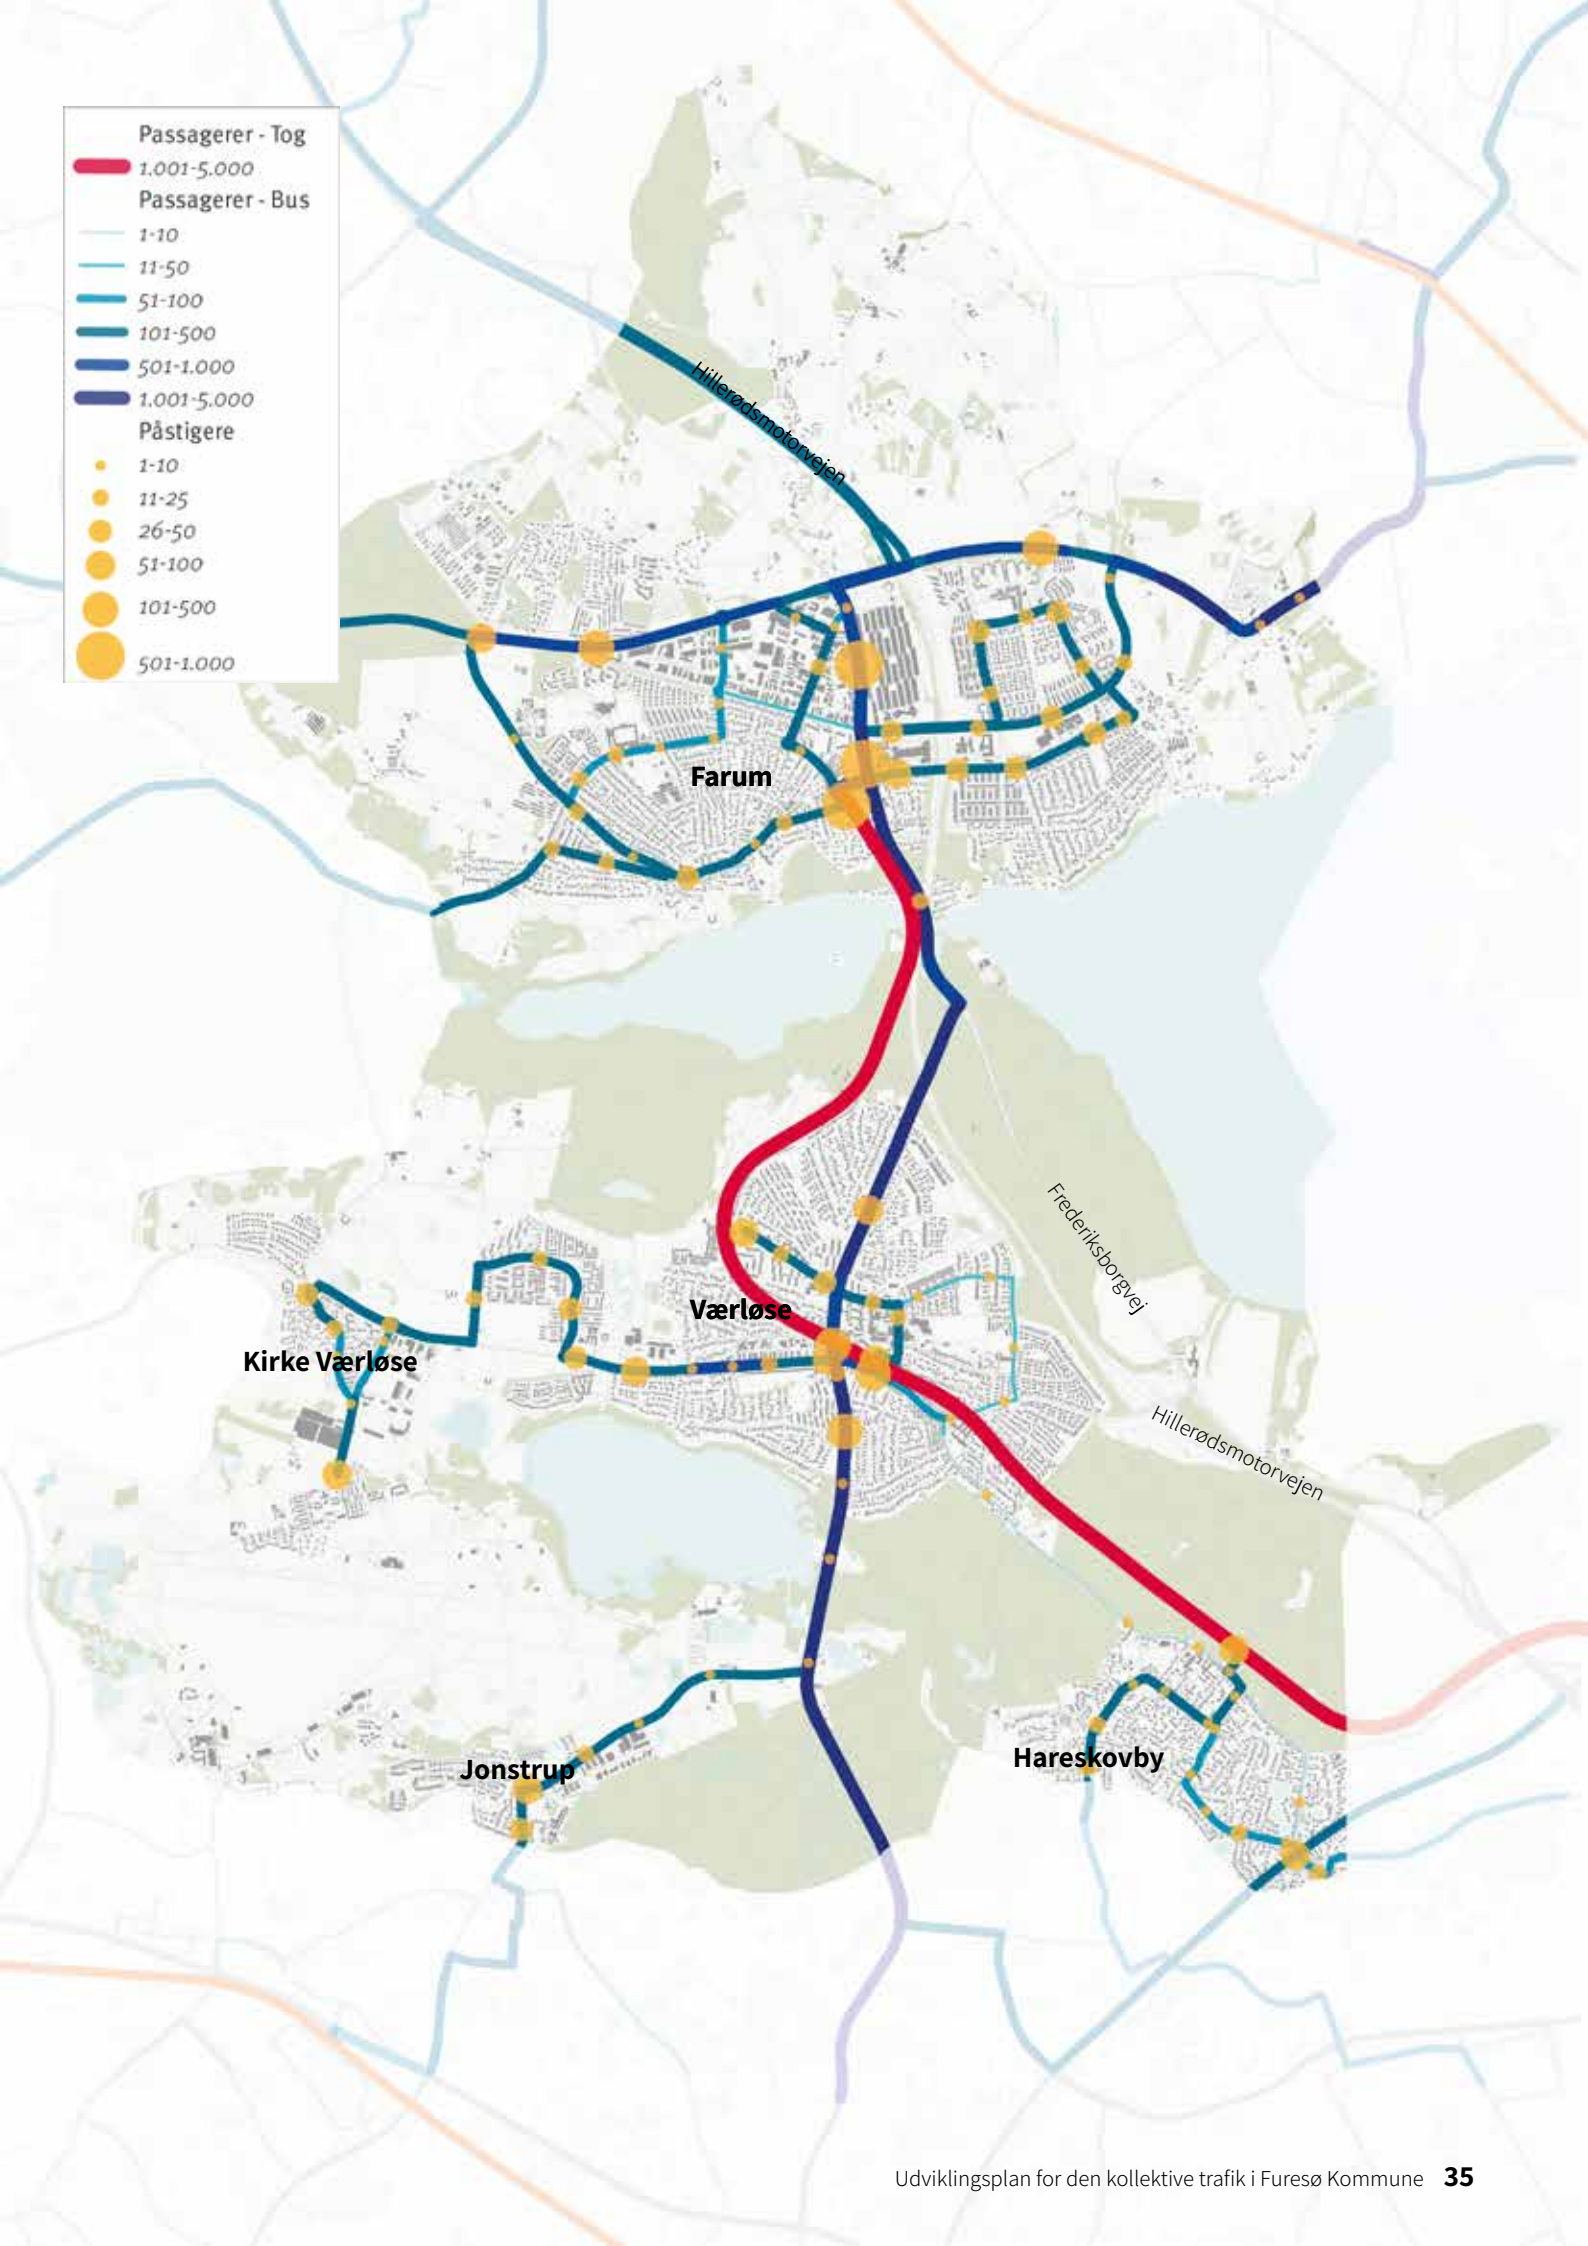 Passagerer - Tog
1.001-5.000
Passagerer - Bus
1-10
11-50
51-100
101-500
501-1.000
1.001-5.000
Påstigere
1-10
11-25
26-50
51-100
101-500
501-1.000
Hillerødsmotorvejen
Farum
Frederiksborgvej
Værløse
Kirke Værløse
Hillerødsmotorvejen
Hareskovby
Jonstrup
Udviklingsplan for den kollektive trafik i Furesø Kommune 35